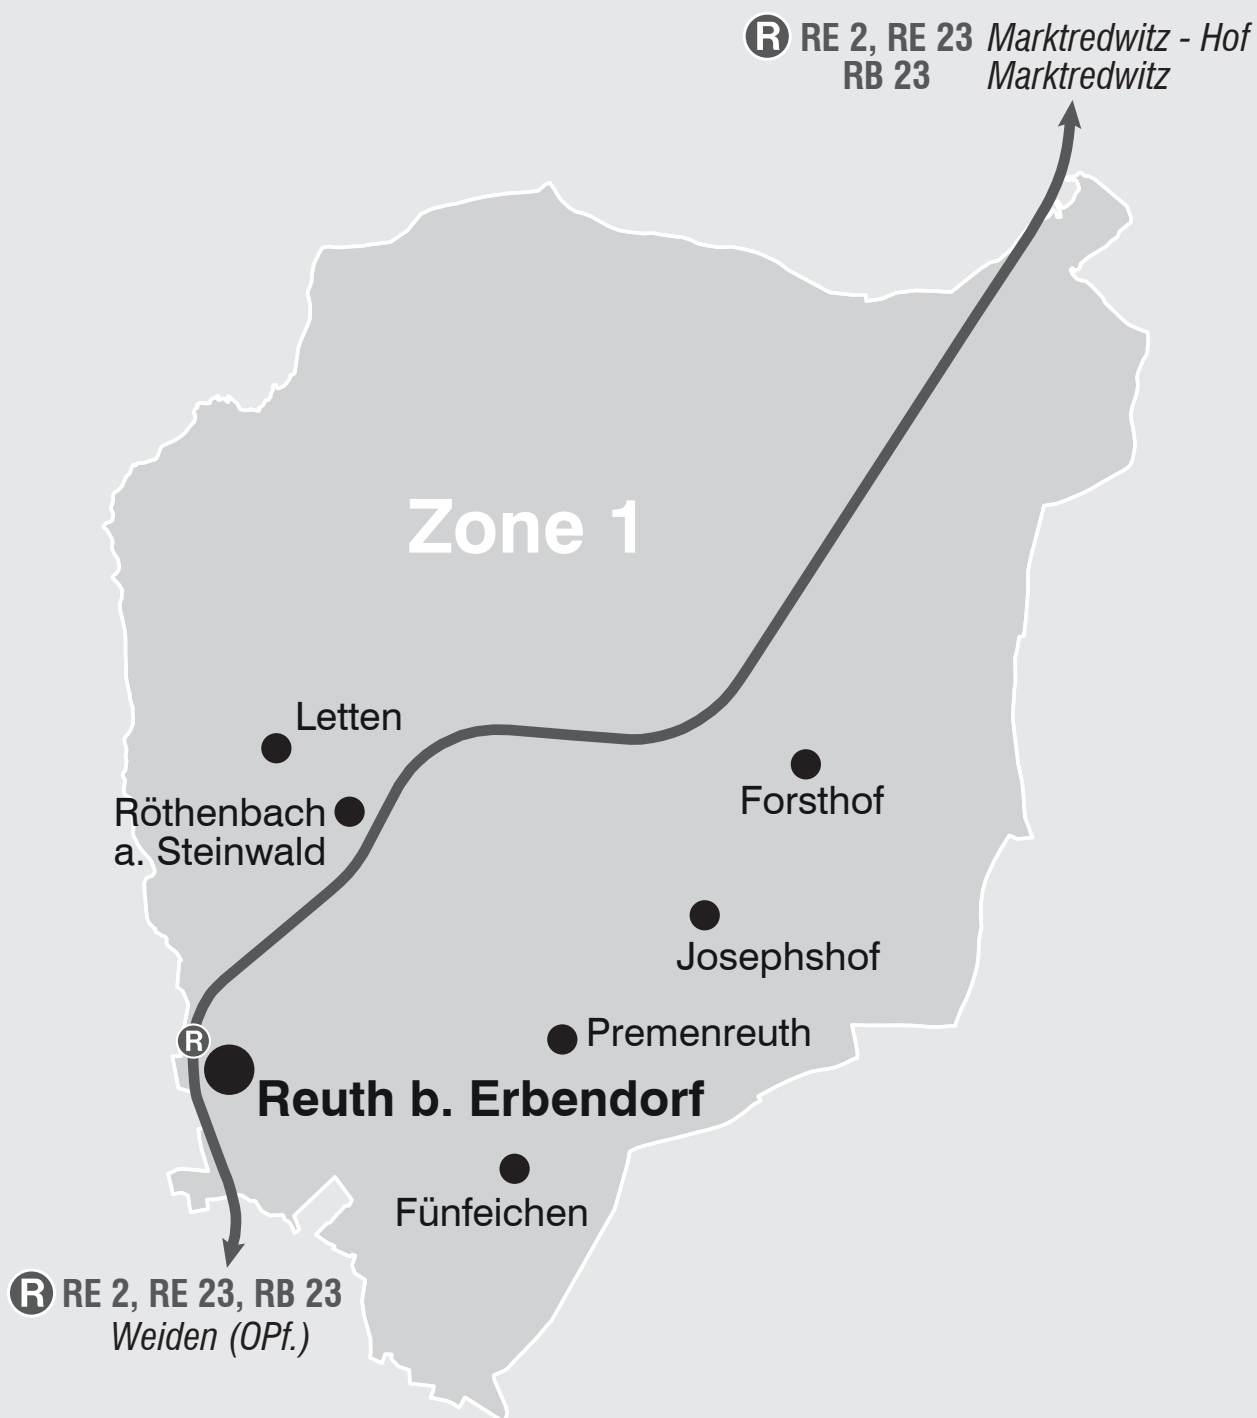 R RE 2, RE 23 Marktredwitz - Hof
RB 23 Marktredwitz
Zone 1
Letten
Röthenbach
a. Steinwald
Forsthof
Josephshof
Premenreuth
R
Reuth b. Erbendorf
Fünfeichen
R RE 2, RE 23, RB 23
Weiden (OPf.)